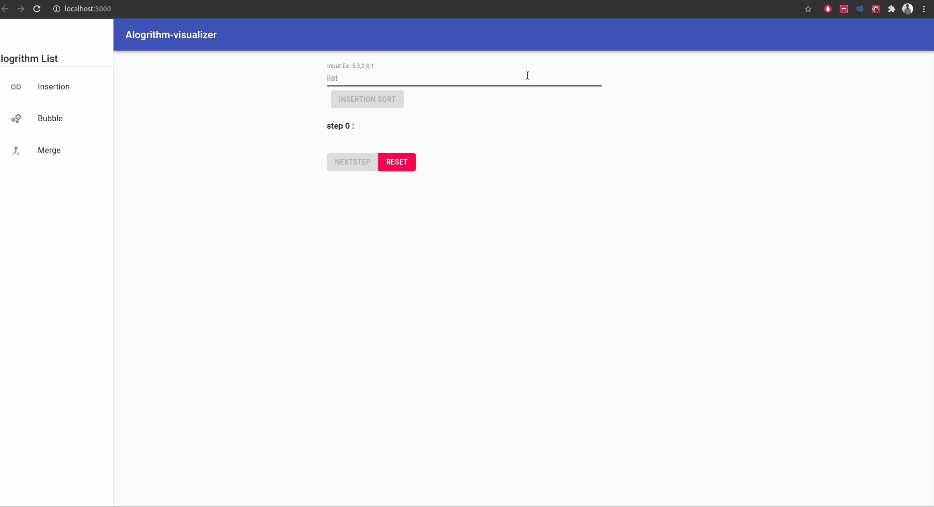 localhost:3000
Alogrithm-visualizer
logrithm List
Insertion
Bubble
Merge
Input Ex: 5,3,2,4,1
list
INSERTION SORT
step 0 :
NEXTSTEP
RESET